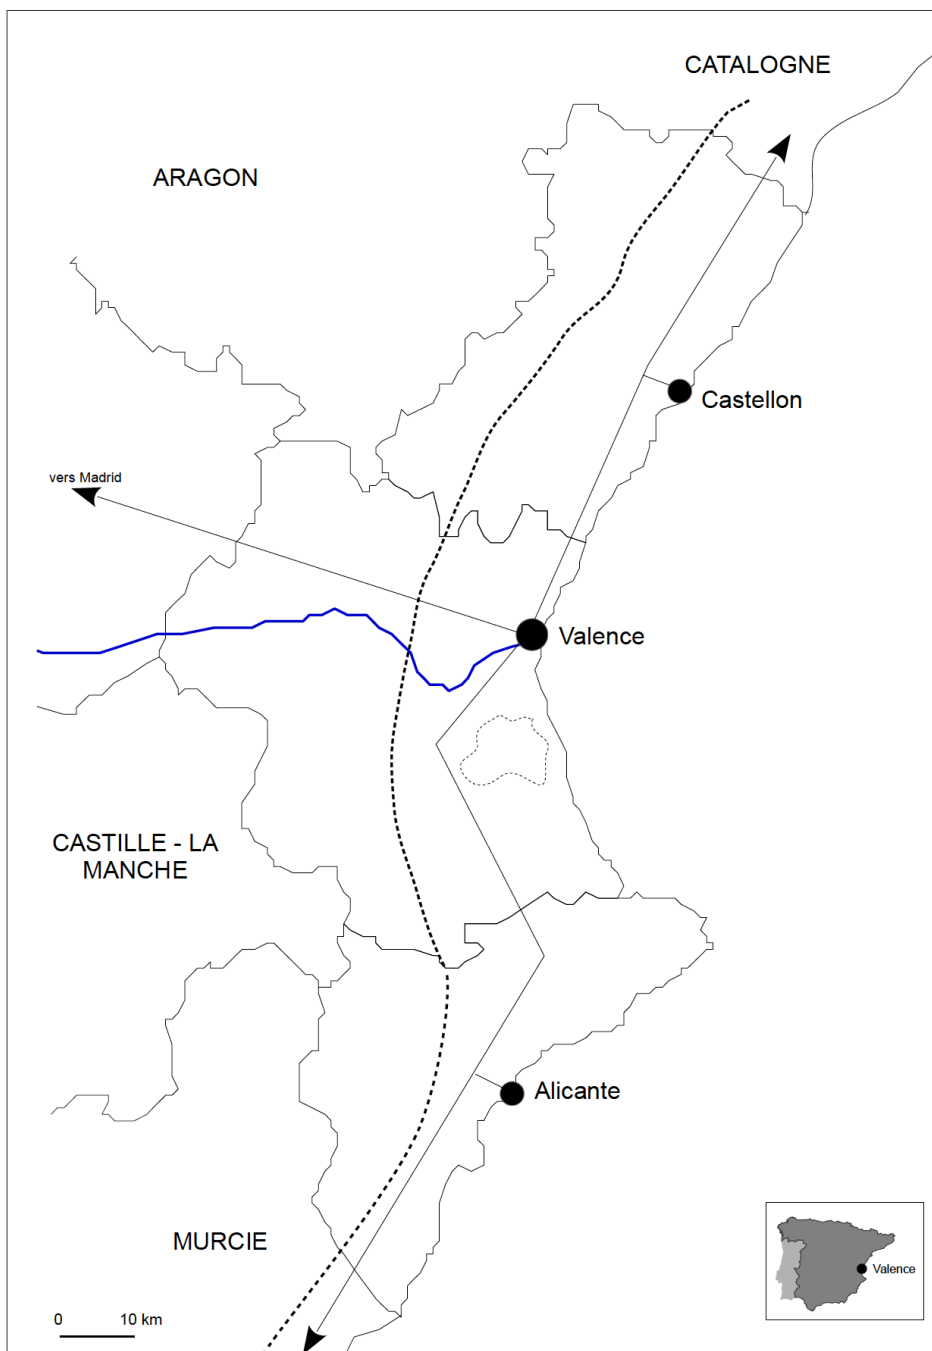 CATALOGNE
ARAGON
Castellon
vers Madrid
Valence
CASTILLE - LA
MANCHE
Alicante
MURCIE
Valence
0 10 km